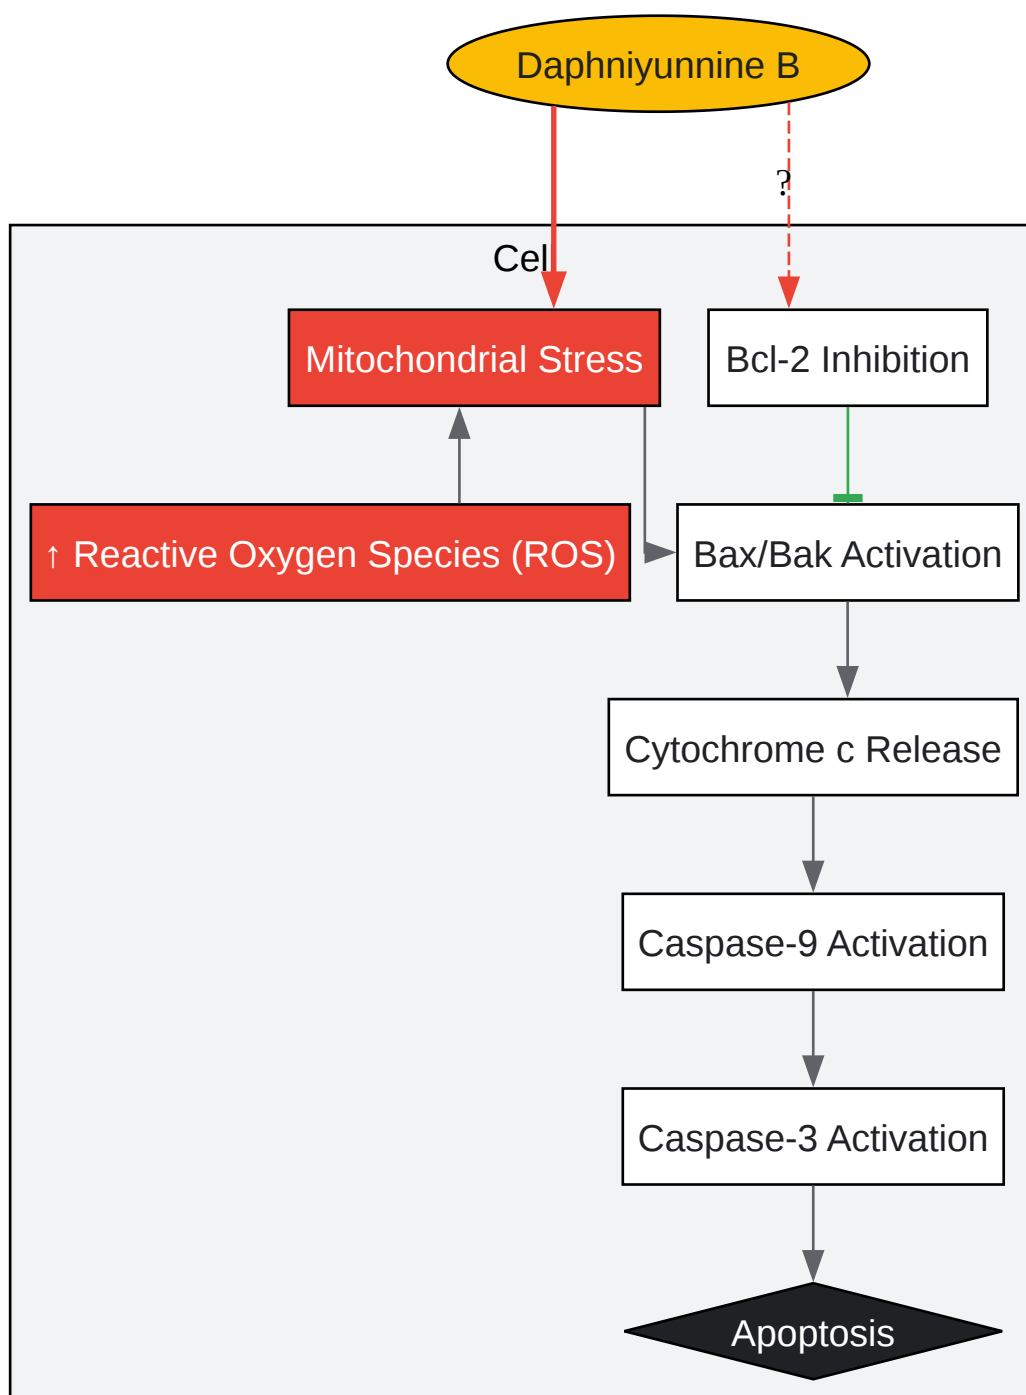 Daphniyunnine B
?
Cel
Mitochondrial Stress
Bcl-2 Inhibition
↑ Reactive Oxygen Species (ROS)
Bax/Bak Activation
Cytochrome c Release
Caspase-9 Activation
Caspase-3 Activation
Apoptosis